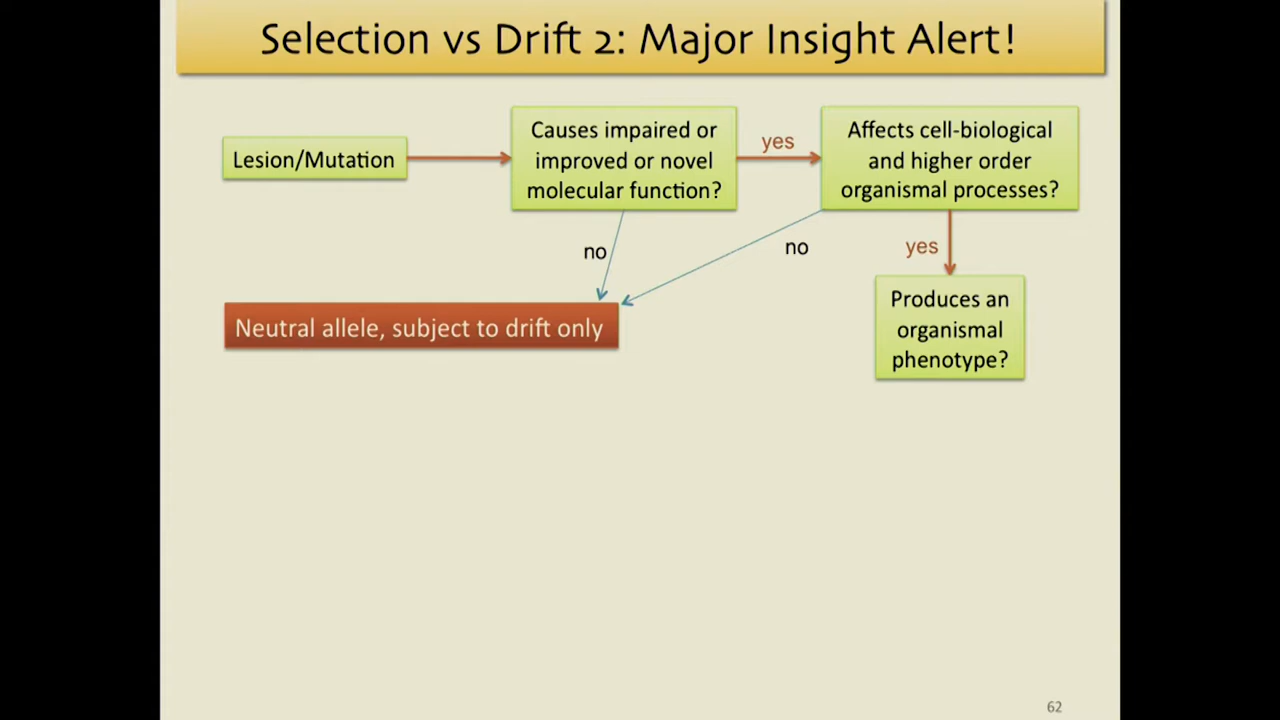 Selection vs Drift 2: Major Insight Alert!
Lesion/Mutation
Causes impaired or
improved or novel
molecular function?
yes
Affects cell-biological
and higher order
organismal processes?
no
no
yes
Neutral allele, subject to drift only
Produces an
organismal
phenotype?
62